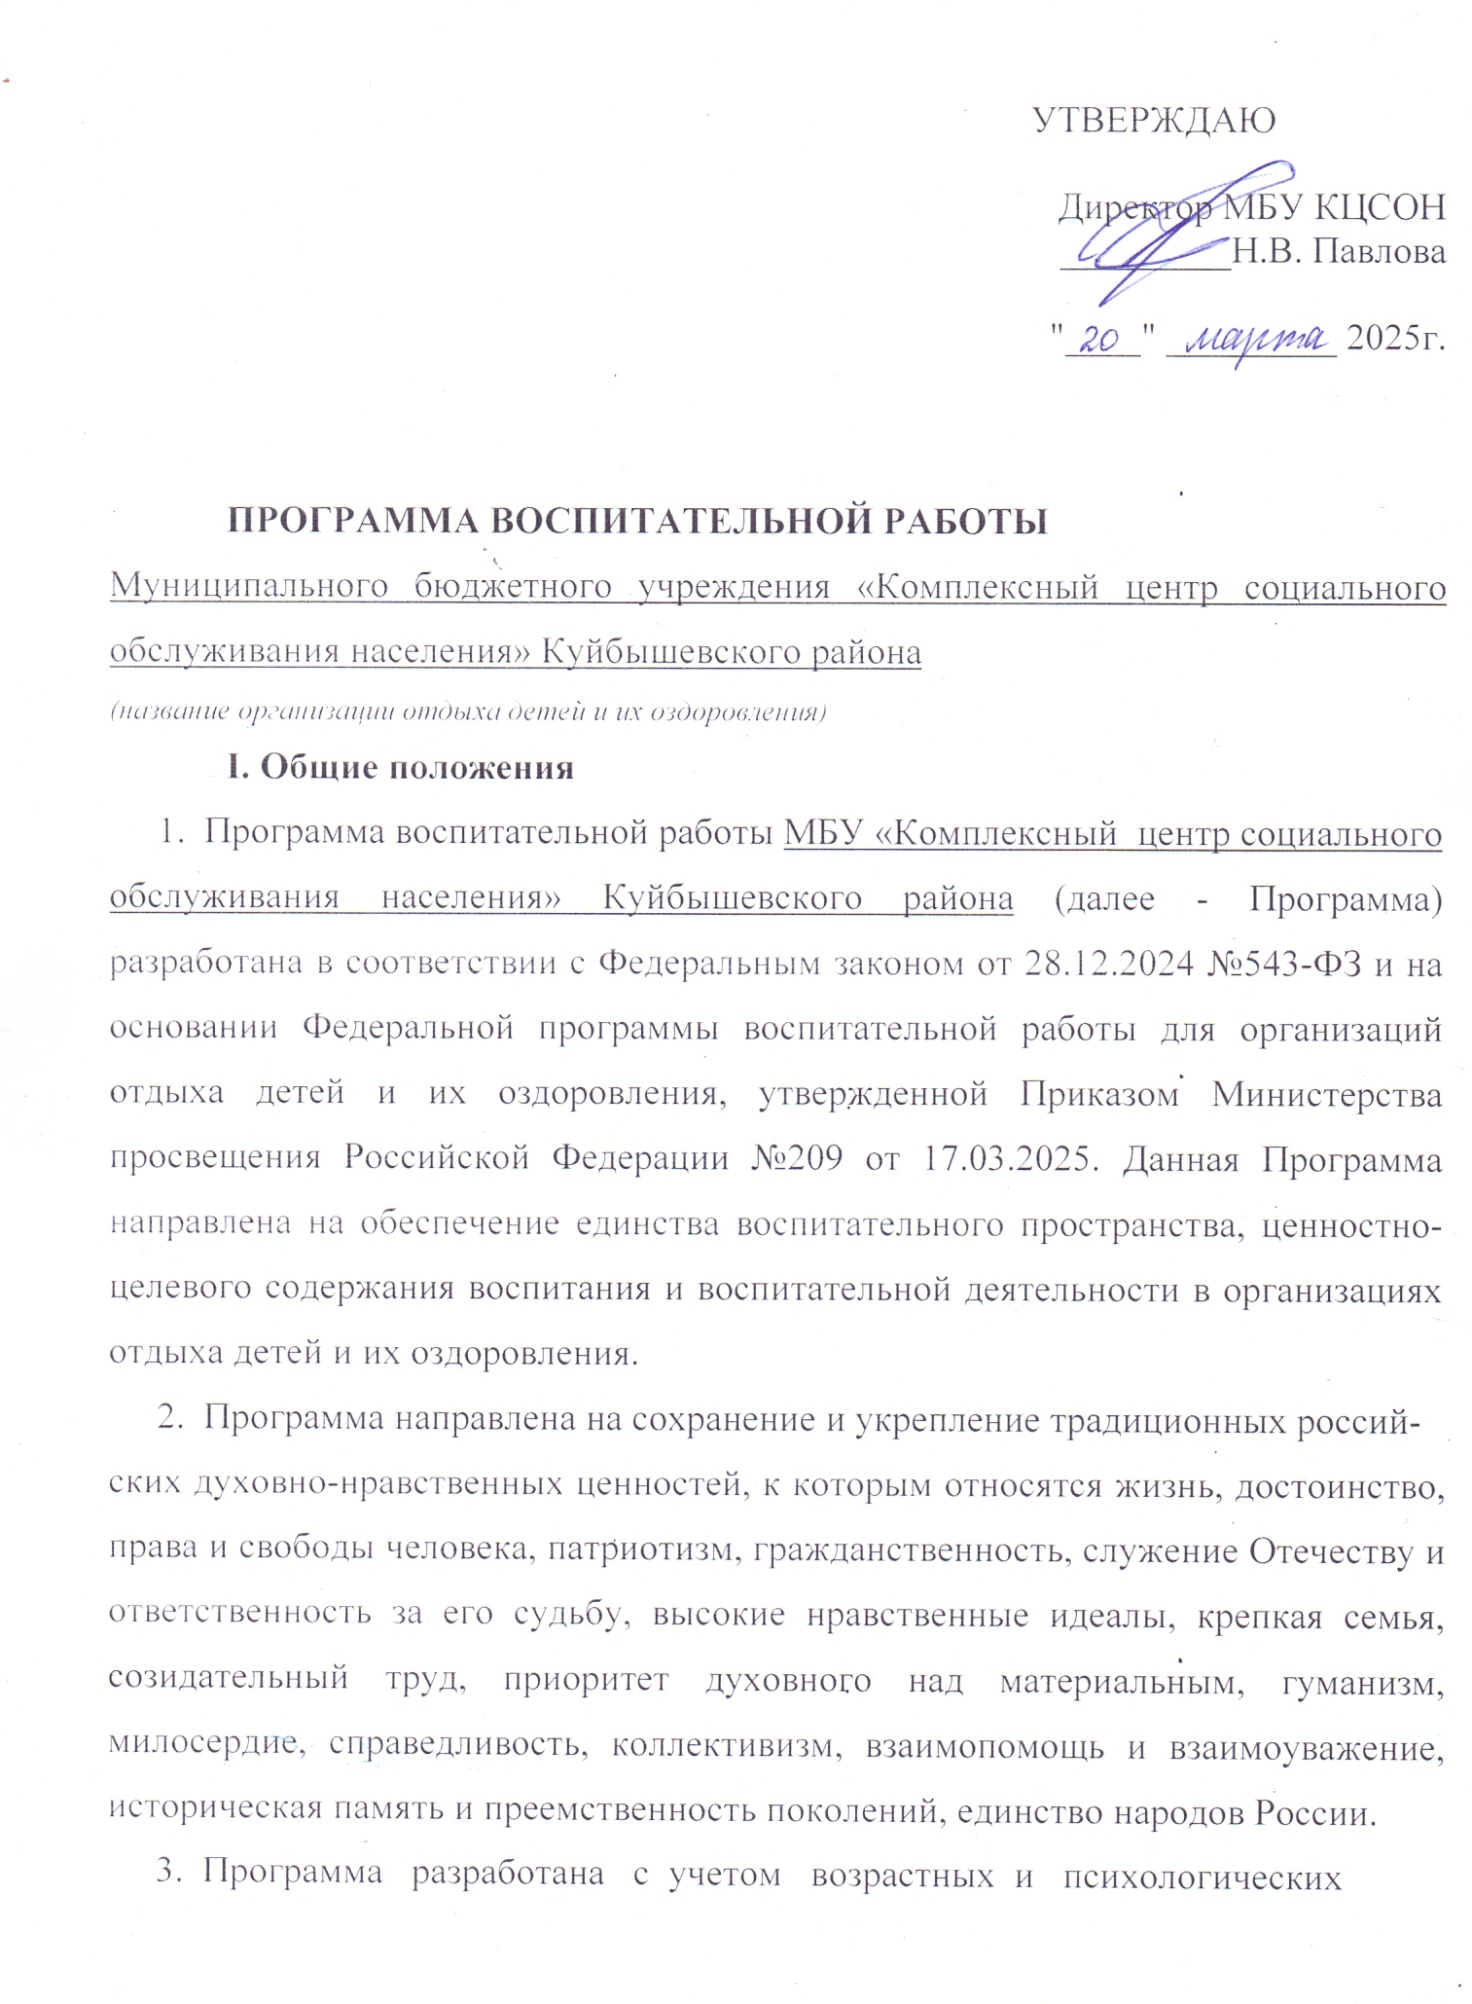 УТВЕРЖДАЮ
Директор МБУ КЦСОН
__________Н.В. Павлова
" 20 " марта 2025г.
ПРОГРАММА ВОСПИТАТЕЛЬНОЙ РАБОТЫ
Муниципального бюджетного учреждения «Комплексный центр социального
обслуживания населения» Куйбышевского района
(название организации отдыха детей и их оздоровления)
I. Общие положения
1. Программа воспитательной работы МБУ «Комплексный центр социального
обслуживания населения» Куйбышевского района (далее - Программа)
разработана в соответствии с Федеральным законом от 28.12.2024 №543-ФЗ и на
основании Федеральной программы воспитательной работы для организаций
отдыха детей и их оздоровления, утвержденной Приказом Министерства
просвещения Российской Федерации №209 от 17.03.2025. Данная Программа
направлена на обеспечение единства воспитательного пространства, ценностно-
целевого содержания воспитания и воспитательной деятельности в организациях
отдыха детей и их оздоровления.
2. Программа направлена на сохранение и укрепление традиционных россий-
ских духовно-нравственных ценностей, к которым относятся жизнь, достоинство,
права и свободы человека, патриотизм, гражданственность, служение Отечеству и
ответственность за его судьбу, высокие нравственные идеалы, крепкая семья,
созидательный труд, приоритет духовного над материальным, гуманизм,
милосердие, справедливость, коллективизм, взаимопомощь и взаимоуважение,
историческая память и преемственность поколений, единство народов России.
3. Программа разработана с учетом возрастных и психологических